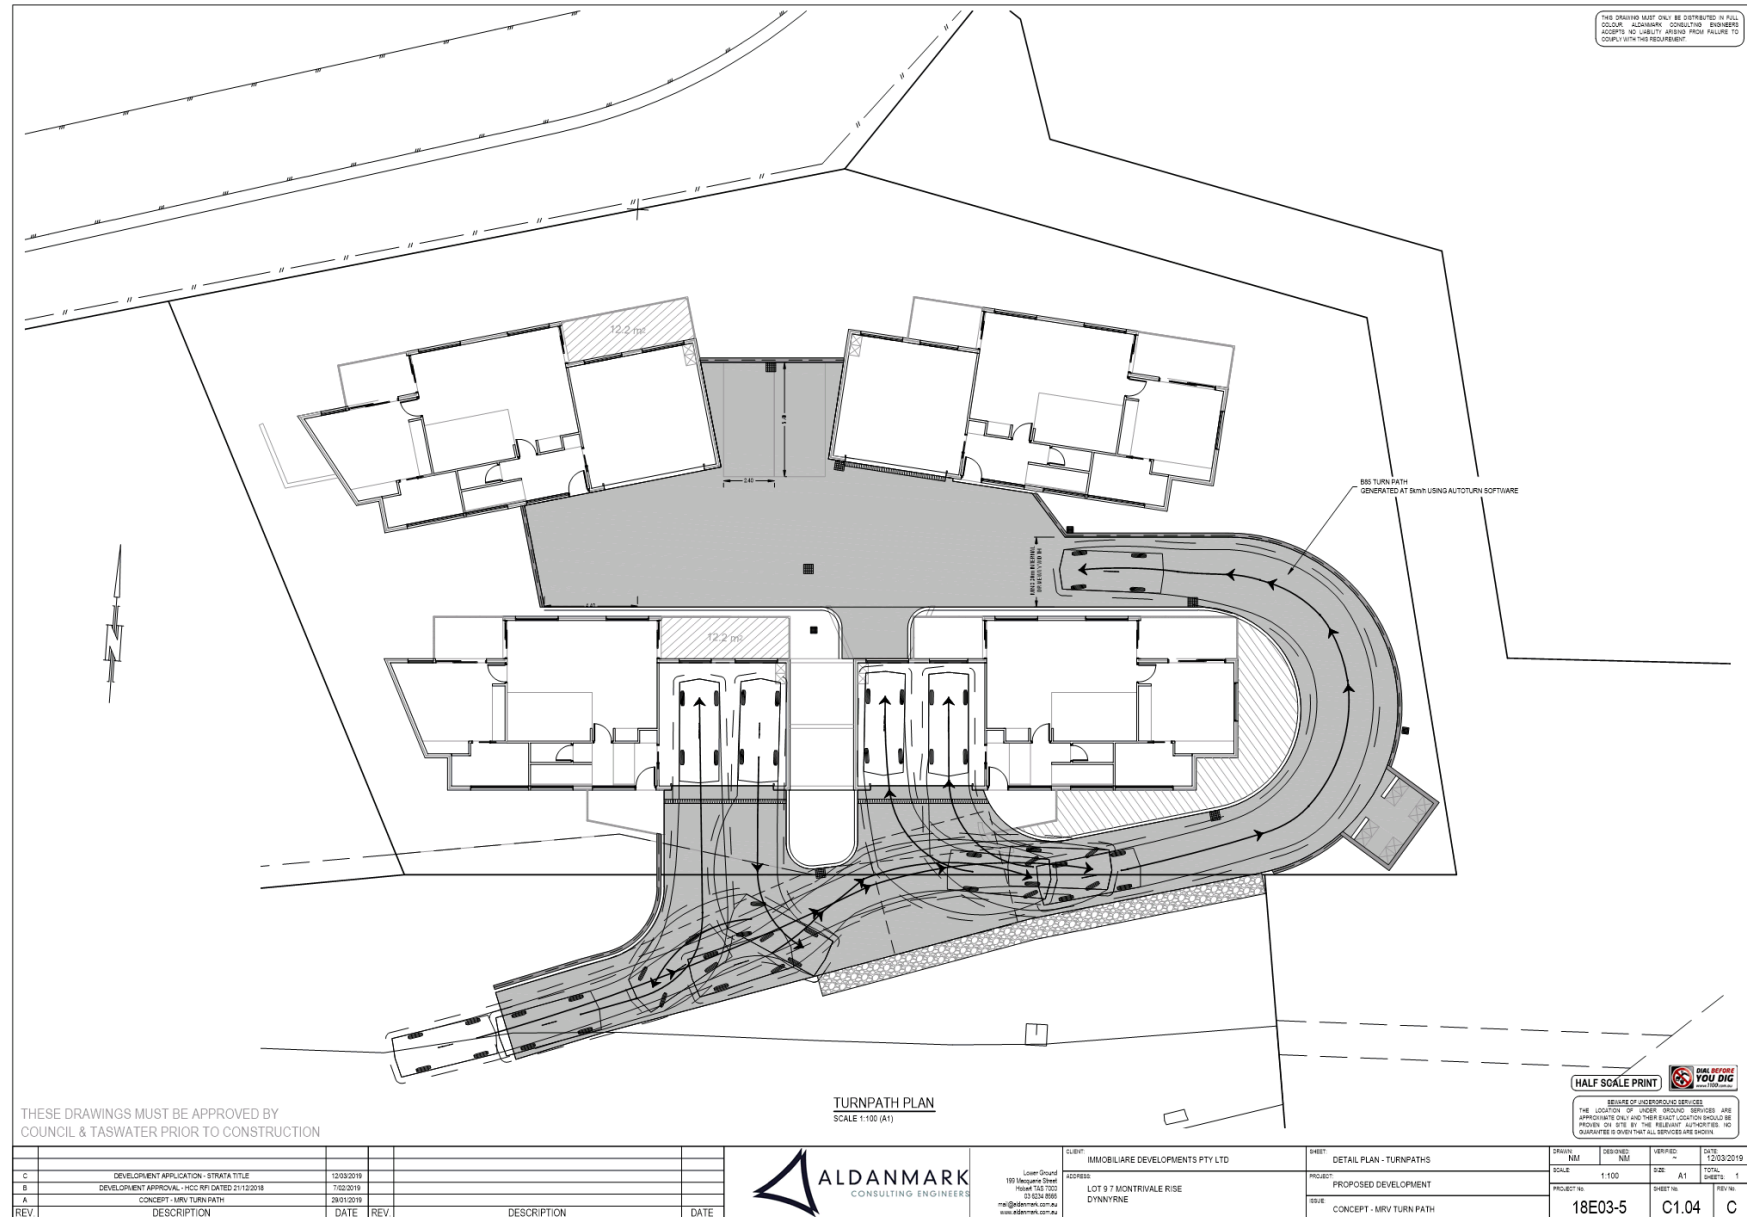 THIS DRAWING MUST ONLY BE DISTRIBUTED IN FULL
COLOUR. ALDANMARK CONSULTING ENGINEERS
ACCEPTS NO LIABILITY ARISING FROM FAILURE TO
COMPLY WITH THIS REQUIREMENT.
12.2 m²
2.40
B85 TURN PATH
GENERATED AT 5km/h USING AUTOTURN SOFTWARE
12.2 m²
TURNPATH PLAN
SCALE 1:100 (A1)
HALF SCALE PRINT
DIAL BEFORE
YOU DIG
www.1100.com.au
BEWARE OF UNDERGROUND SERVICES
THE LOCATION OF UNDER GROUND SERVICES ARE
APPROXIMATE ONLY AND THEIR EXACT LOCATION SHOULD BE
PROVEN ON SITE BY THE RELEVANT AUTHORITIES. NO
GUARANTEE IS GIVEN THAT ALL SERVICES ARE SHOWN.
THESE DRAWINGS MUST BE APPROVED BY
COUNCIL & TASWATER PRIOR TO CONSTRUCTION
C DEVELOPMENT APPLICATION - STRATA TITLE 12/03/2019
B DEVELOPMENT APPROVAL - HCC RFI DATED 21/12/2018 7/02/2019
A CONCEPT - MRV TURN PATH 29/01/2019
REV. DESCRIPTION DATE REV. DESCRIPTION DATE
ALDANMARK
CONSULTING ENGINEERS
Lower Ground
199 Macquarie Street
Hobart TAS 7000
03 6234 8666
mail@aldanmark.com.au
www.aldanmark.com.au
CLIENT:
IMMOBILIARE DEVELOPMENTS PTY LTD
ADDRESS:
LOT 9 7 MONTRIVALE RISE
DYNNYRNE
SHEET:
DETAIL PLAN - TURNPATHS
PROJECT:
PROPOSED DEVELOPMENT
ISSUE:
CONCEPT - MRV TURN PATH
DRAWN: NM
DESIGNED: NM
VERIFIED: ~
DATE: 12/03/2019
SCALE: 1:100
SIZE: A1
TOTAL SHEETS: 1
PROJECT No. 18E03-5
SHEET No. C1.04
REV No. C